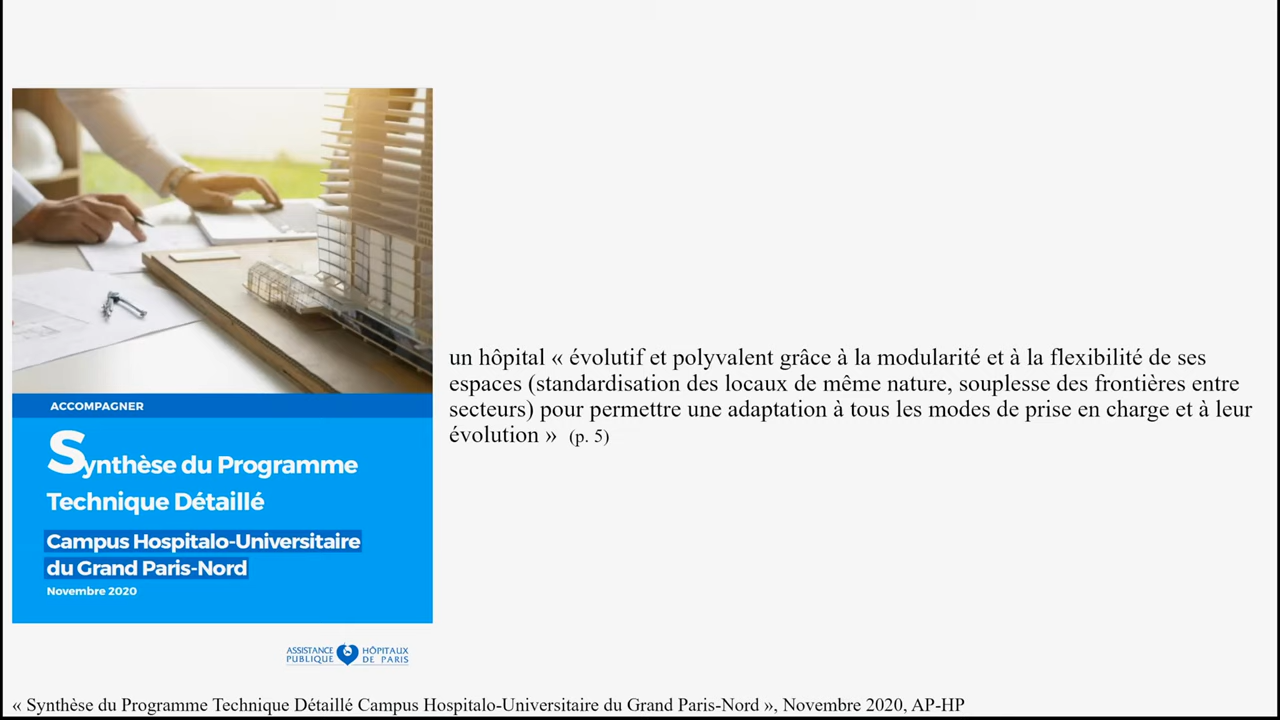 ACCOMPAGNER
Synthèse du Programme
Technique Détaillé
Campus Hospitalo-Universitaire
du Grand Paris-Nord
Novembre 2020
ASSISTANCE HÔPITAUX
PUBLIQUE DE PARIS
un hôpital « évolutif et polyvalent grâce à la modularité et à la flexibilité de ses
espaces (standardisation des locaux de même nature, souplesse des frontières entre
secteurs) pour permettre une adaptation à tous les modes de prise en charge et à leur
évolution » (p. 5)
« Synthèse du Programme Technique Détaillé Campus Hospitalo-Universitaire du Grand Paris-Nord », Novembre 2020, AP-HP